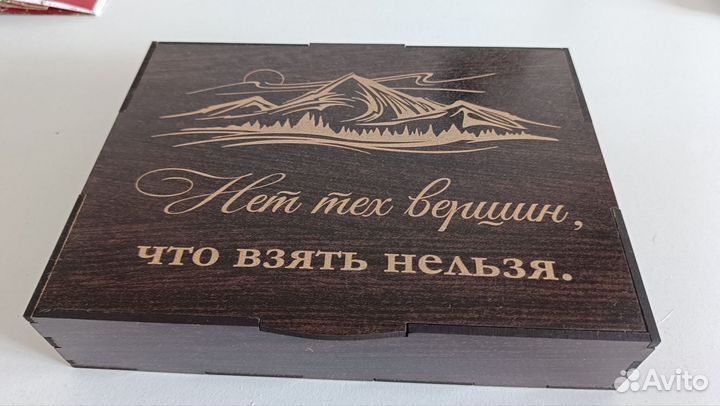 Нет тех вершин,
что взять нельзя.
Avito